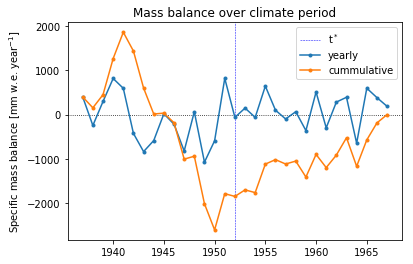 Mass balance over climate period
Specific mass balance [mm w.e. year⁻¹]
2000
1000
0
−1000
−2000
t*
yearly
cummulative
1940
1945
1950
1955
1960
1965